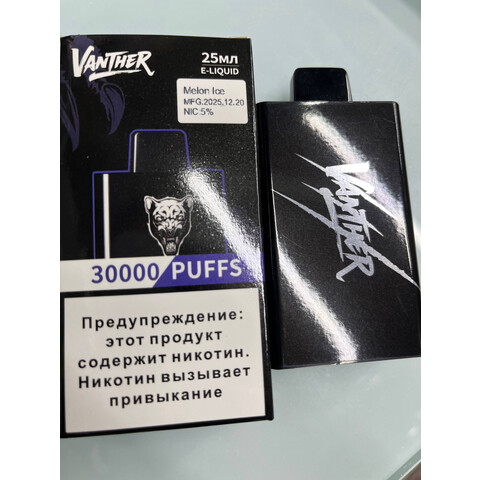 VANTHER
25МЛ
E-LIQUID
Melon Ice
MFG.2025,12.20
NIC:5%
30000 PUFFS
Предупреждение:
этот продукт
содержит никотин.
Никотин вызывает
привыкание
VANTHER